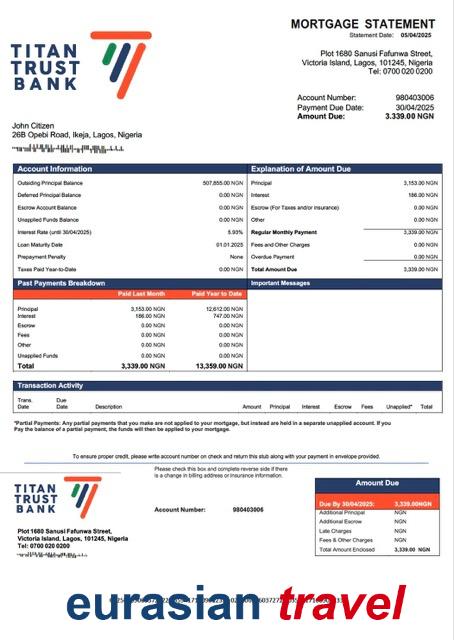 MORTGAGE STATEMENT
Statement Date: 05/04/2025
TITAN
TRUST
BANK
Plot 1680 Sanusi Fafunwa Street,
Victoria Island, Lagos, 101245, Nigeria
Tel: 0700 020 0200
Account Number: 980403006
Payment Due Date: 30/04/2025
Amount Due: 3.339.00 NGN
John Citizen
26B Opebi Road, Ikeja, Lagos, Nigeria
Account Information
Outsiding Principal Balance 507,855.00 NGN
Deferred Principal Balance 0.00 NGN
Escrow Account Balance 0.00 NGN
Unapplied Funds Balance 0.00 NGN
Interest Rate (until 30/04/2025) 5.93%
Loan Maturity Date 01.01.2025
Prepayment Penalty None
Taxes Paid Year-to-Date 0.00 NGN
Explanation of Amount Due
Principal 3,153.00 NGN
Interest 186.00 NGN
Escrow (For Taxes and/or insurance) 0.00 NGN
Other 0.00 NGN
Regular Monthly Payment 3,339.00 NGN
Fees and Other Charges 0.00 NGN
Overdue Payment 0.00 NGN
Total Amount Due 3,339.00 NGN
Past Payments Breakdown
Paid Last Month Paid Year to Date
Principal 3,153.00 NGN 12,612.00 NGN
Interest 186.00 NGN 747.00 NGN
Escrow 0.00 NGN 0.00 NGN
Fees 0.00 NGN 0.00 NGN
Other 0.00 NGN 0.00 NGN
Unapplied Funds 0.00 NGN 0.00 NGN
Total 3,339.00 NGN 13,359.00 NGN
Important Messages
Transaction Activity
Trans. Date Due Date Description Amount Principal Interest Escrow Fees Unapplied* Total
*Partial Payments: Any partial payments that you make are not applied to your mortgage, but instead are held in a separate unapplied account. If you
Pay the balance of a partial payment, the funds will then be applied to your mortgage.
To ensure proper credit, please write account number on check and return this stub along with your payment in envelope provided.
TITAN
TRUST
BANK
Plot 1680 Sanusi Fafunwa Street,
Victoria Island, Lagos, 101245, Nigeria
Tel: 0700 020 0200
Please check this box and complete reverse side if there
is a change in billing address or insurance information.
Account Number: 980403006
Amount Due
Due By 30/04/2025: 3,339.00NGN
Additional Principal NGN
Additional Escrow NGN
Late Charges NGN
Fees & Other Charges NGN
Total Amount Enclosed 3,339.00 NGN
eurasian travel